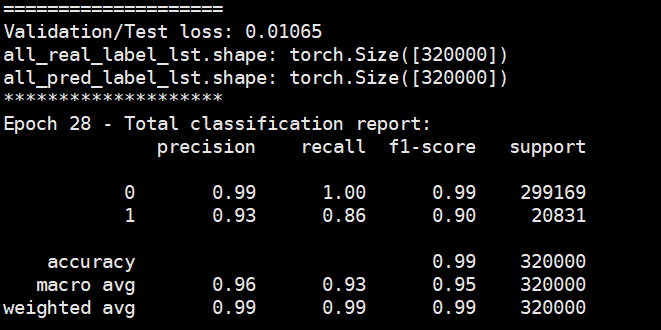 ====================
Validation/Test loss: 0.01065
all_real_label_lst.shape: torch.Size([320000])
all_pred_label_lst.shape: torch.Size([320000])
********************
Epoch 28 - Total classification report:
              precision    recall  f1-score   support

           0       0.99      1.00      0.99    299169
           1       0.93      0.86      0.90     20831

    accuracy                           0.99    320000
   macro avg       0.96      0.93      0.95    320000
weighted avg       0.99      0.99      0.99    320000